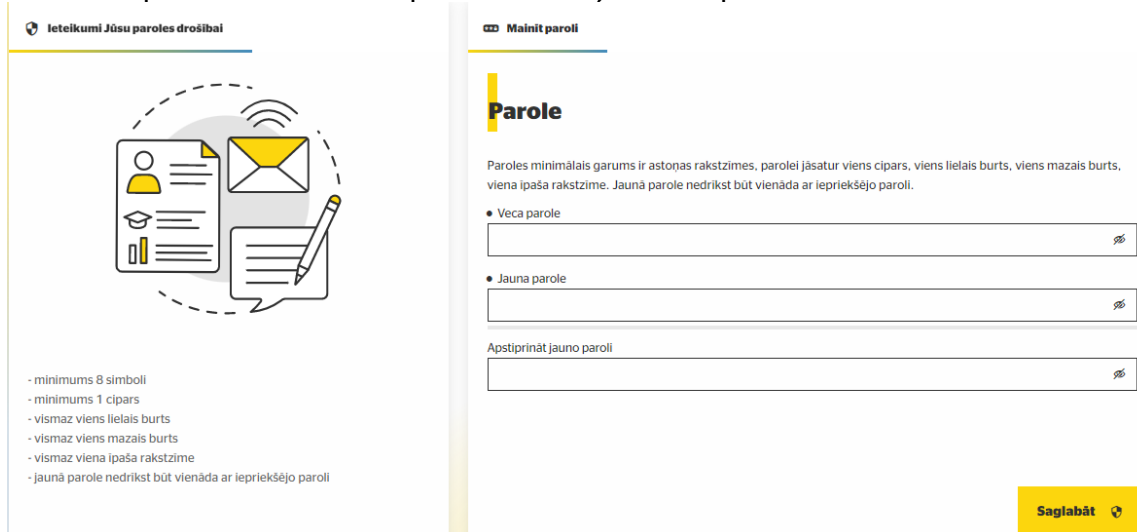 Ieteikumi Jūsu paroles drošībai
- minimums 8 simboli
- minimums 1 cipars
- vismaz viens lielais burts
- vismaz viens mazais burts
- vismaz viena īpaša rakstzīme
- jaunā parole nedrīkst būt vienāda ar iepriekšējo paroli
Mainīt paroli
Parole
Paroles minimālais garums ir astoņas rakstzīmes, parolei jāsatur viens cipars, viens lielais burts, viens mazais burts,
viena īpaša rakstzīme. Jaunā parole nedrīkst būt vienāda ar iepriekšējo paroli.
• Veca parole
• Jauna parole
Apstiprināt jauno paroli
Saglabāt